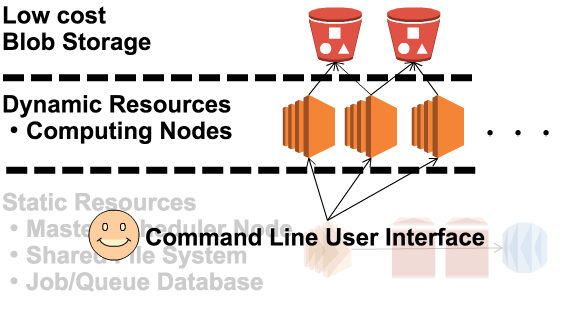 Low cost
Blob Storage
Dynamic Resources
• Computing Nodes
. . .
Static Resources
• Master Scheduler Node
Command Line User Interface
• Shared File System
• Job/Queue Database